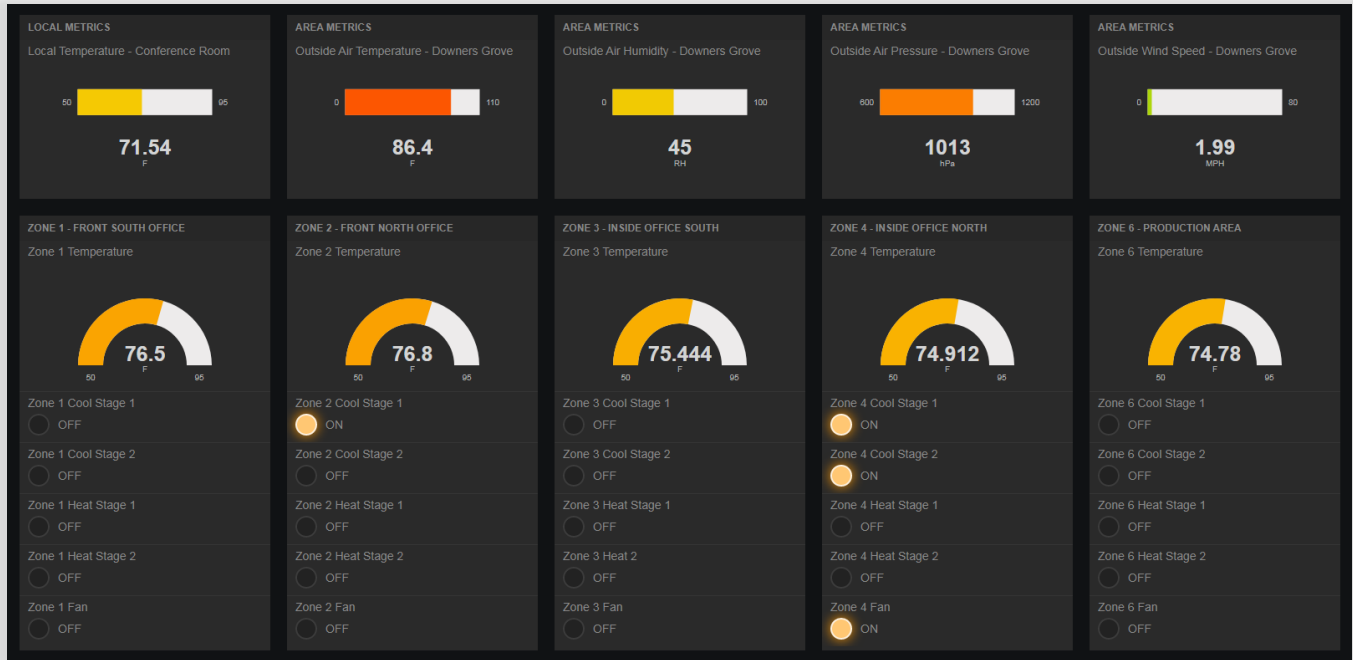 LOCAL METRICS
Local Temperature - Conference Room
50
95
71.54
F
AREA METRICS
Outside Air Temperature - Downers Grove
0
110
86.4
F
AREA METRICS
Outside Air Humidity - Downers Grove
0
100
45
RH
AREA METRICS
Outside Air Pressure - Downers Grove
600
1200
1013
hPa
AREA METRICS
Outside Wind Speed - Downers Grove
0
80
1.99
MPH
ZONE 1 - FRONT SOUTH OFFICE
Zone 1 Temperature
76.5
F
50
95
Zone 1 Cool Stage 1
OFF
Zone 1 Cool Stage 2
OFF
Zone 1 Heat Stage 1
OFF
Zone 1 Heat Stage 2
OFF
Zone 1 Fan
OFF
ZONE 2 - FRONT NORTH OFFICE
Zone 2 Temperature
76.8
F
50
95
Zone 2 Cool Stage 1
ON
Zone 2 Cool Stage 2
OFF
Zone 2 Heat Stage 1
OFF
Zone 2 Heat Stage 2
OFF
Zone 2 Fan
OFF
ZONE 3 - INSIDE OFFICE SOUTH
Zone 3 Temperature
75.444
F
50
95
Zone 3 Cool Stage 1
OFF
Zone 3 Cool Stage 2
OFF
Zone 3 Heat Stage 1
OFF
Zone 3 Heat 2
OFF
Zone 3 Fan
OFF
ZONE 4 - INSIDE OFFICE NORTH
Zone 4 Temperature
74.912
F
50
95
Zone 4 Cool Stage 1
ON
Zone 4 Cool Stage 2
ON
Zone 4 Heat Stage 1
OFF
Zone 4 Heat Stage 2
OFF
Zone 4 Fan
ON
ZONE 6 - PRODUCTION AREA
Zone 6 Temperature
74.78
F
50
95
Zone 6 Cool Stage 1
OFF
Zone 6 Cool Stage 2
OFF
Zone 6 Heat Stage 1
OFF
Zone 6 Heat Stage 2
OFF
Zone 6 Fan
OFF